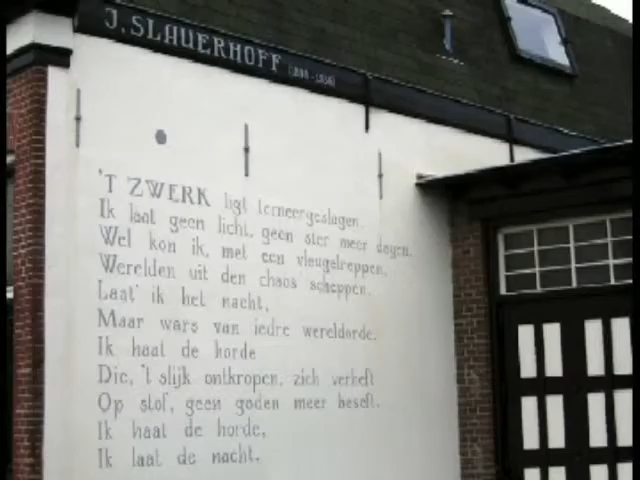 J. SLAUERHOFF (1898 - 1936)
'T ZWERK ligt terneergeslagen.
Ik laat geen licht, geen ster meer dagen.
Wel kon ik, met een vleugelreppen,
Werelden uit den chaos scheppen.
Laat' ik het nacht,
Maar wars van iedre wereldorde.
Ik haat de horde
Die, 't slijk ontkropen, zich verheft
Op stof, geen goden meer beseft.
Ik haat de horde,
Ik laat de nacht.